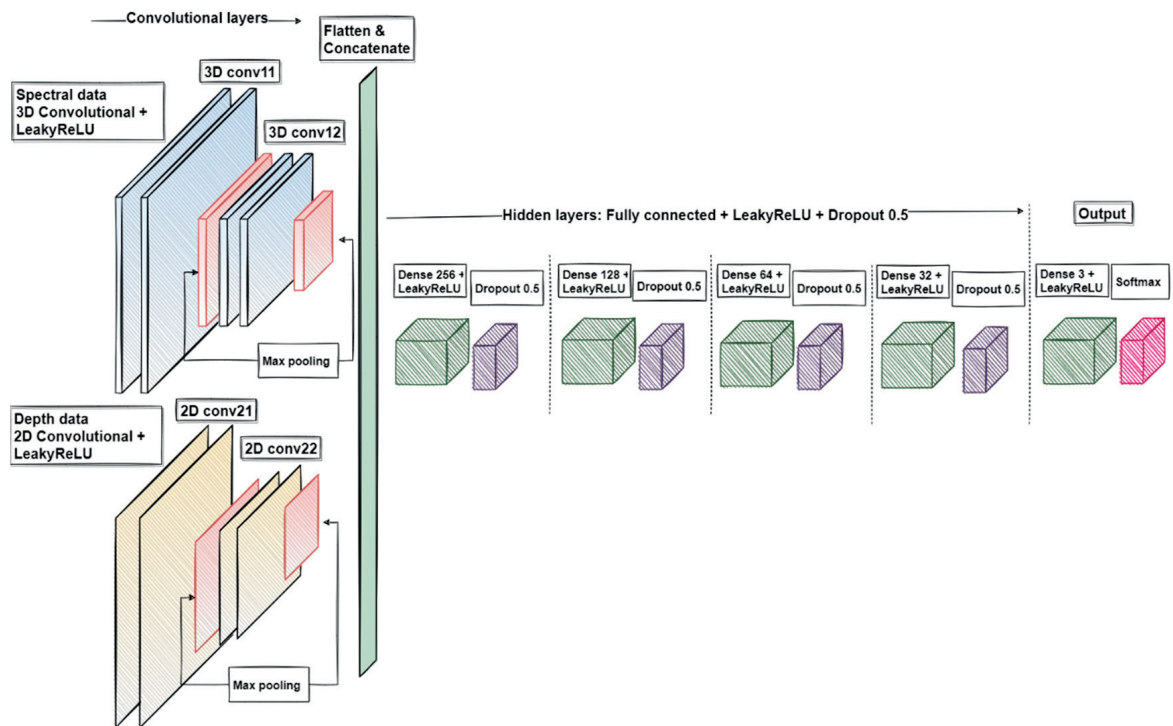 Convolutional layers
Flatten &
Concatenate
3D conv11
Spectral data
3D Convolutional +
LeakyReLU
3D conv12
Max pooling
Depth data
2D Convolutional +
LeakyReLU
2D conv21
2D conv22
Max pooling
Hidden layers: Fully connected + LeakyReLU + Dropout 0.5
Output
Dense 256 +
LeakyReLU
Dropout 0.5
Dense 128 +
LeakyReLU
Dropout 0.5
Dense 64 +
LeakyReLU
Dropout 0.5
Dense 32 +
LeakyReLU
Dropout 0.5
Dense 3 +
LeakyReLU
Softmax